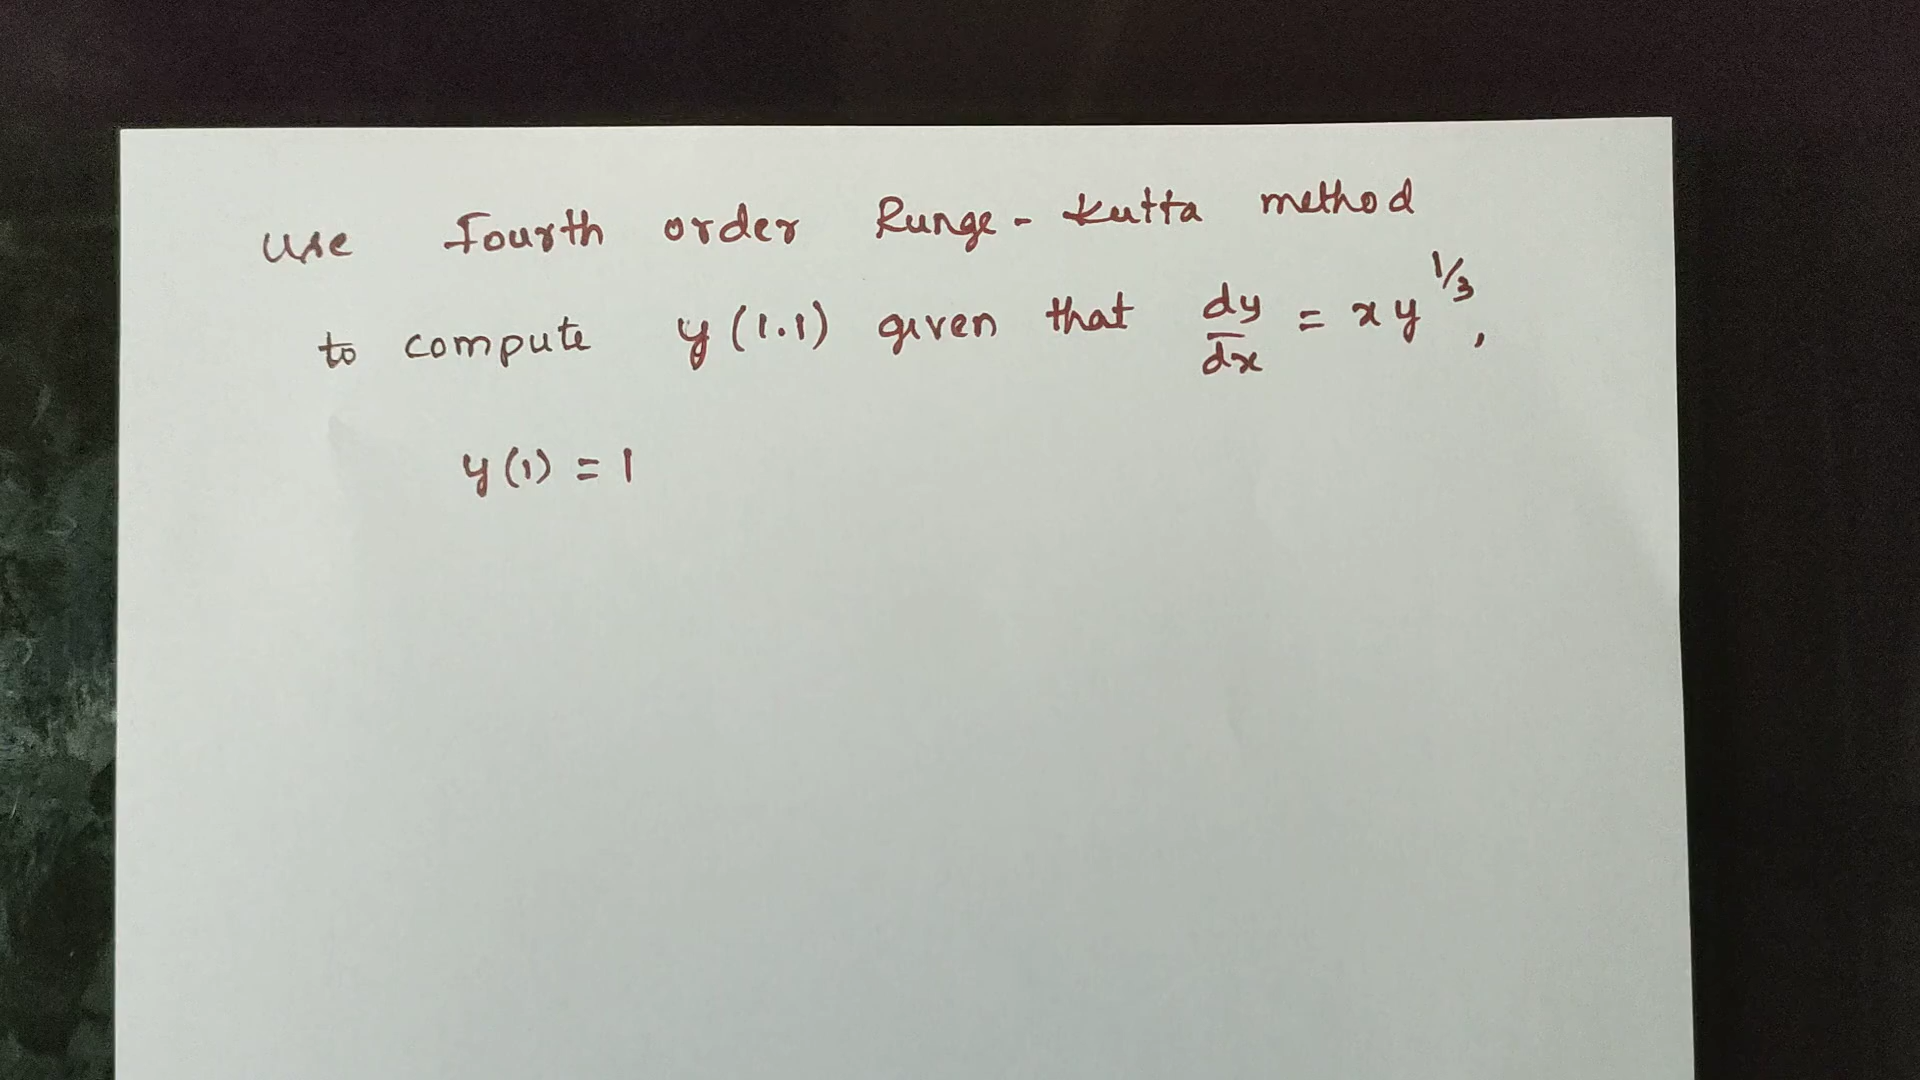 use fourth order Runge-Kutta method
to compute y(1.1) given that dy/dx = xy^1/3,
y(1) = 1